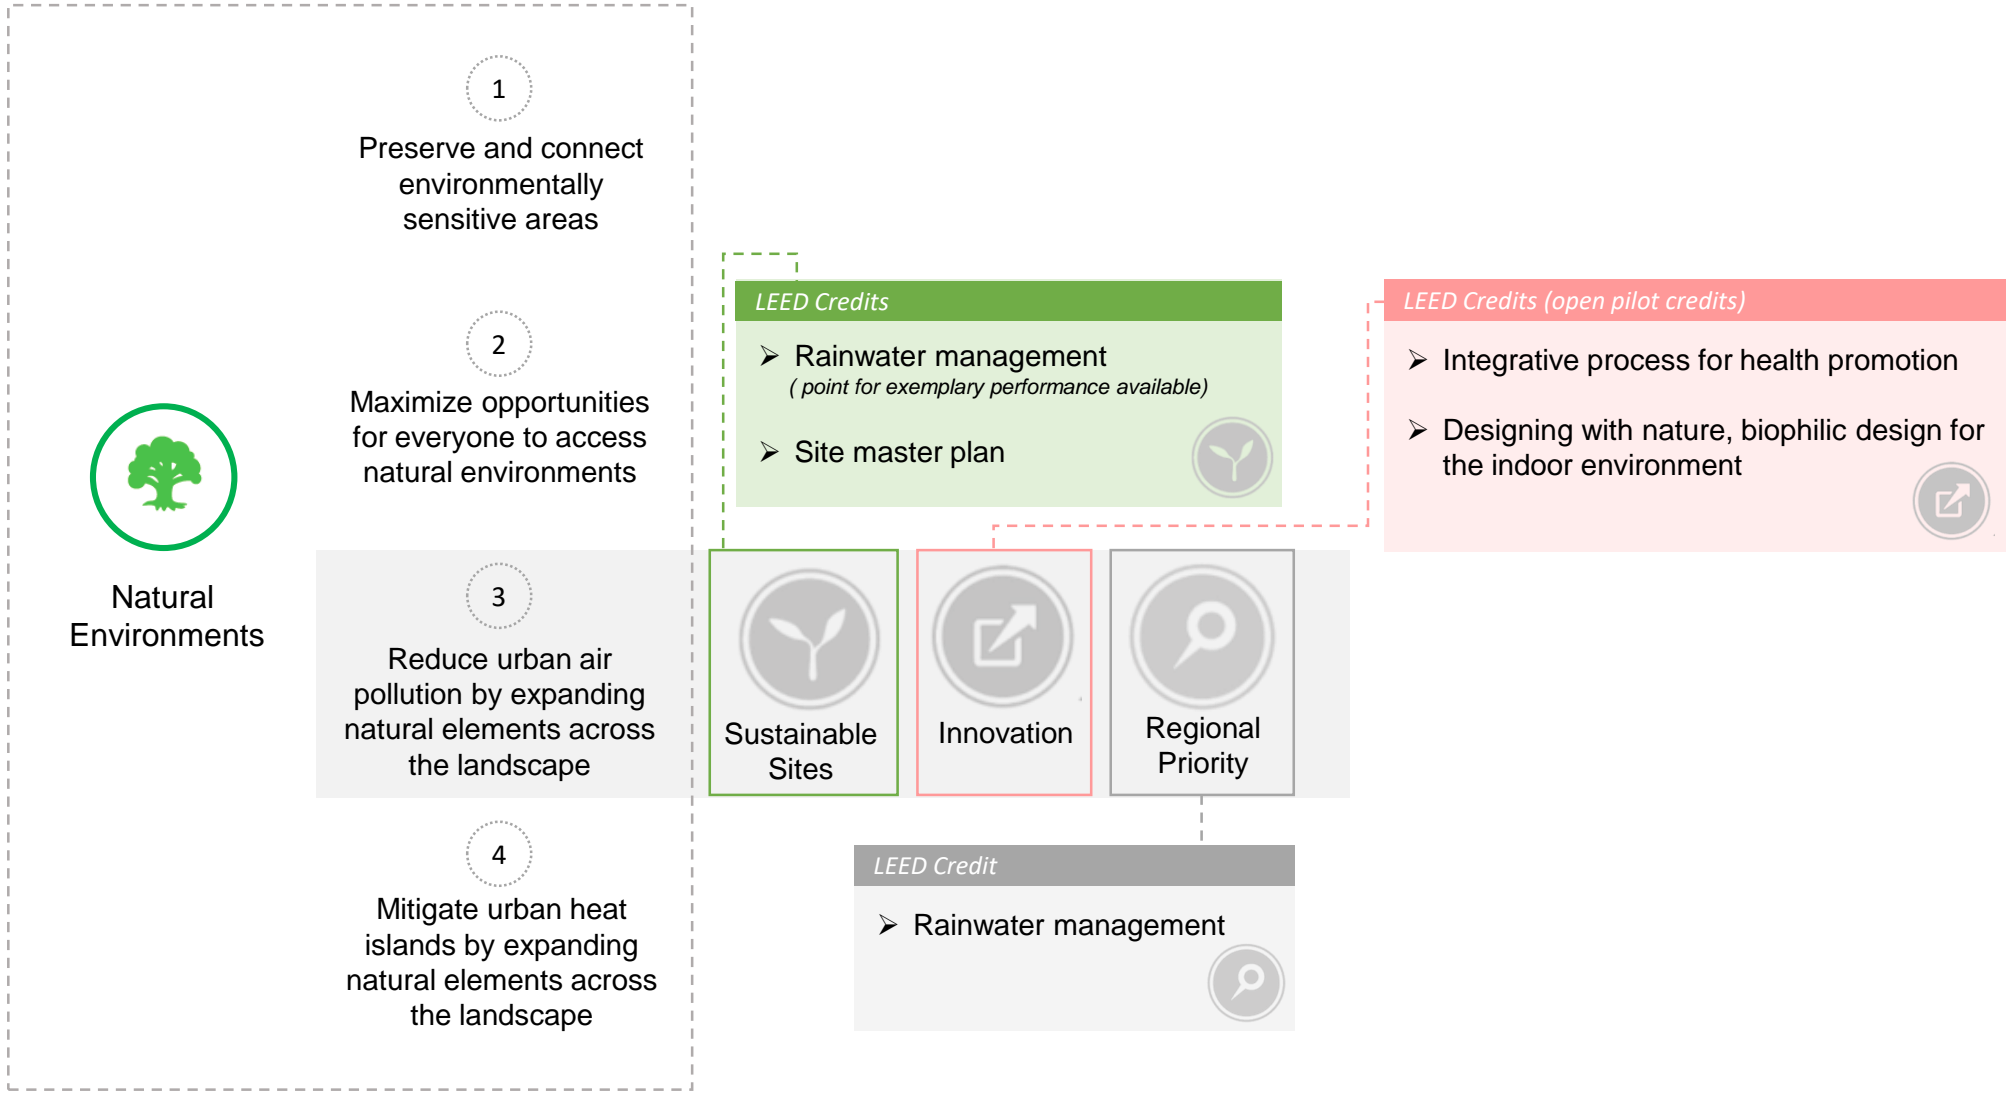 Natural
Environments
1
Preserve and connect
environmentally
sensitive areas
2
Maximize opportunities
for everyone to access
natural environments
3
Reduce urban air
pollution by expanding
natural elements across
the landscape
4
Mitigate urban heat
islands by expanding
natural elements across
the landscape
LEED Credits
➢ Rainwater management
( point for exemplary performance available)
➢ Site master plan
LEED Credits (open pilot credits)
➢ Integrative process for health promotion
➢ Designing with nature, biophilic design for
the indoor environment
Sustainable
Sites
Innovation
Regional
Priority
LEED Credit
➢ Rainwater management